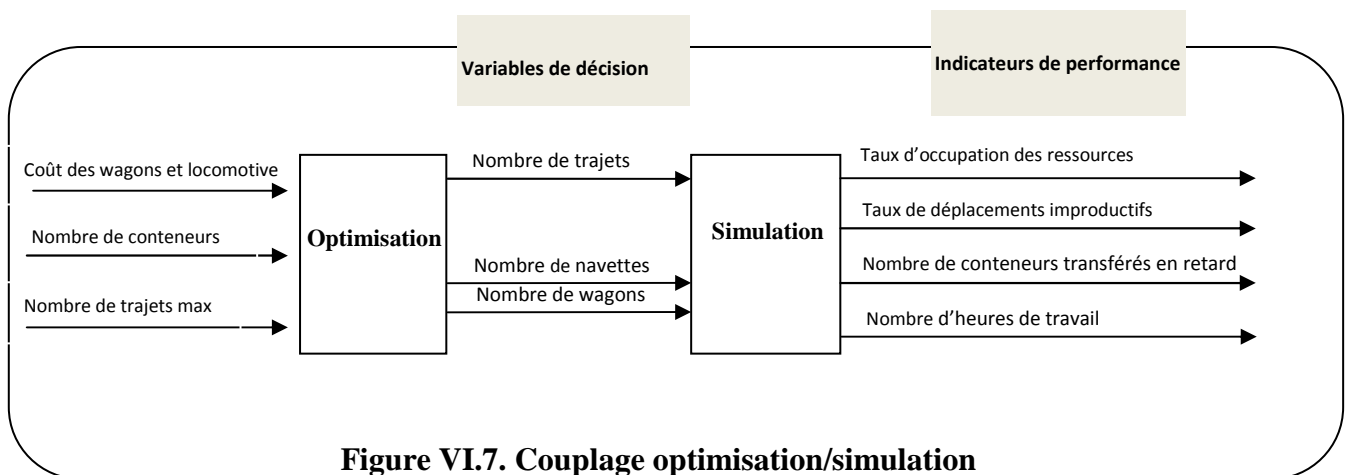 Variables de décision
Indicateurs de performance
Coût des wagons et locomotive
Nombre de conteneurs
Nombre de trajets max
Optimisation
Nombre de trajets
Nombre de navettes
Nombre de wagons
Simulation
Taux d’occupation des ressources
Taux de déplacements improductifs
Nombre de conteneurs transférés en retard
Nombre d’heures de travail
Figure VI.7. Couplage optimisation/simulation